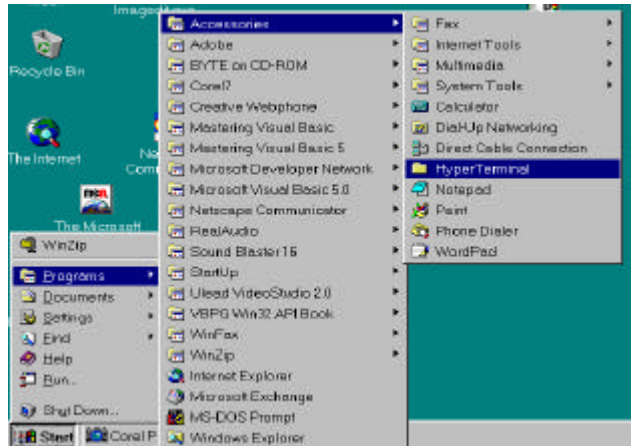 Recycle Bin
The Internet
The Microsoft
WinZip
Programs
Documents
Settings
Find
Help
Run...
Shut Down...
Start
Corel P
Accessories
Adobe
BYTE on CD-ROM
Corel7
Creative Webphone
Mastering Visual Basic
Mastering Visual Basic 5
Microsoft Developer Network
Microsoft Visual Basic 5.0
Netscape Communicator
RealAudio
Sound Blaster 16
StartUp
Ulead VideoStudio 2.0
VBPG Win32 API Book
WinFax
WinZip
Internet Explorer
Microsoft Exchange
MS-DOS Prompt
Windows Explorer
Fax
Internet Tools
Multimedia
System Tools
Calculator
Dial-Up Networking
Direct Cable Connection
HyperTerminal
Notepad
Paint
Phone Dialer
WordPad